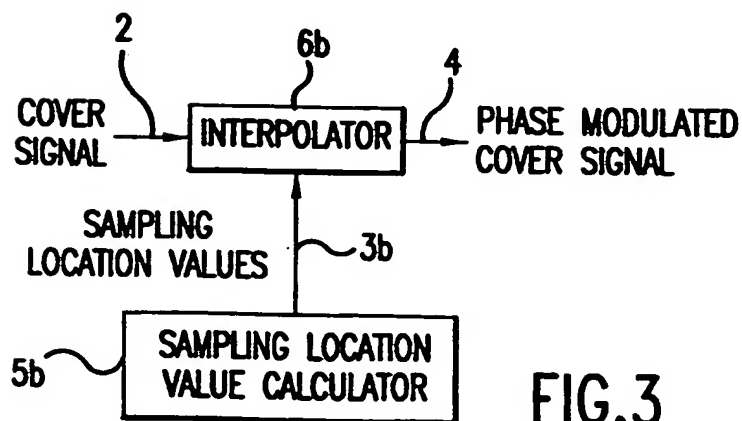 2
6b
4
COVER
SIGNAL
INTERPOLATOR
PHASE MODULATED
COVER SIGNAL
SAMPLING
LOCATION VALUES
3b
5b
SAMPLING LOCATION
VALUE CALCULATOR
FIG.3